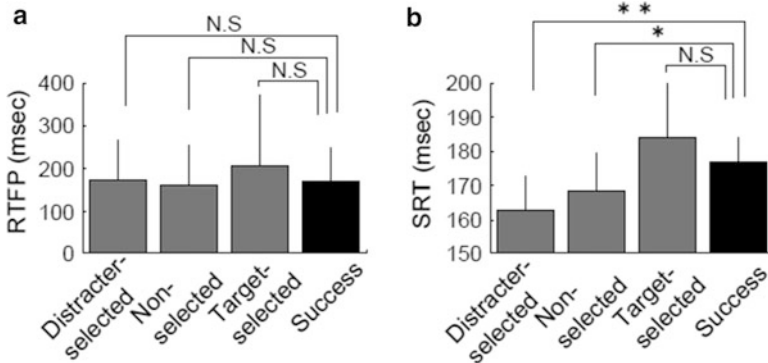 a
N.S
N.S
N.S
400
300
200
100
0
RTFP (msec)
Distracter-
selected
Non-
selected
Target-
selected
Success
b
* *
*
N.S
200
190
180
170
160
150
SRT (msec)
Distracter-
selected
Non-
selected
Target-
selected
Success